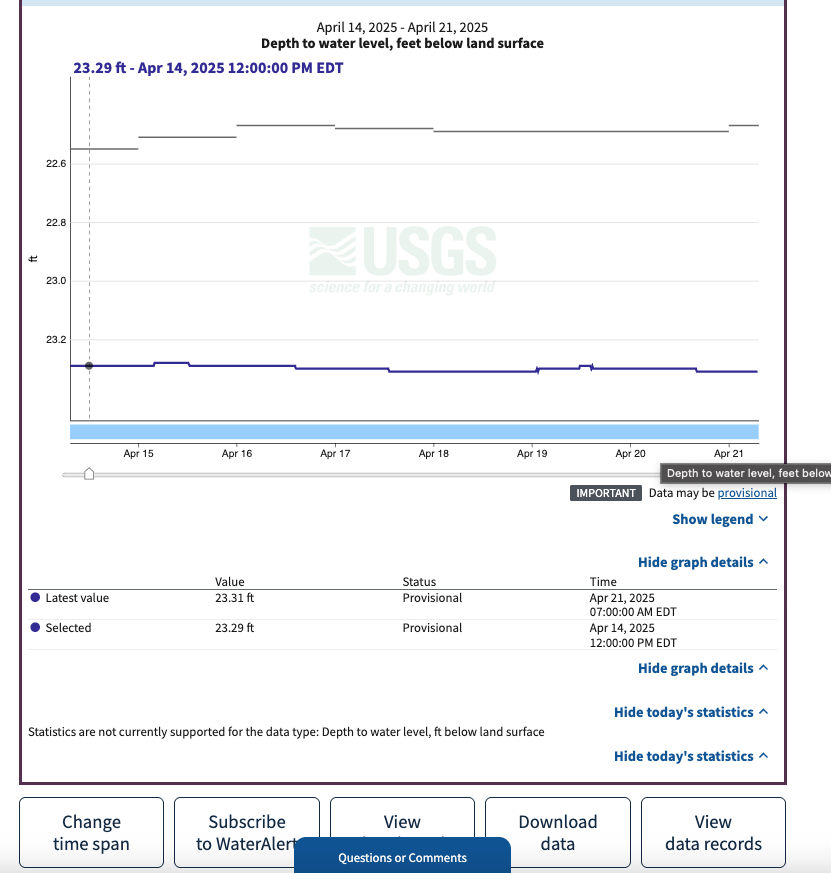 April 14, 2025 - April 21, 2025
Depth to water level, feet below land surface
23.29 ft - Apr 14, 2025 12:00:00 PM EDT
22.6
22.8
23.0
23.2
ft
USGS
science for a changing world
Apr 15 Apr 16 Apr 17 Apr 18 Apr 19 Apr 20 Apr 21
Depth to water level, feet below
IMPORTANT Data may be provisional
Show legend
Hide graph details
Value Status Time
Latest value 23.31 ft Provisional Apr 21, 2025
07:00:00 AM EDT
Selected 23.29 ft Provisional Apr 14, 2025
12:00:00 PM EDT
Hide graph details
Hide today's statistics
Statistics are not currently supported for the data type: Depth to water level, ft below land surface
Hide today's statistics
Change
time span
Subscribe
to WaterAlert
View
Download
data
View
data records
Questions or Comments